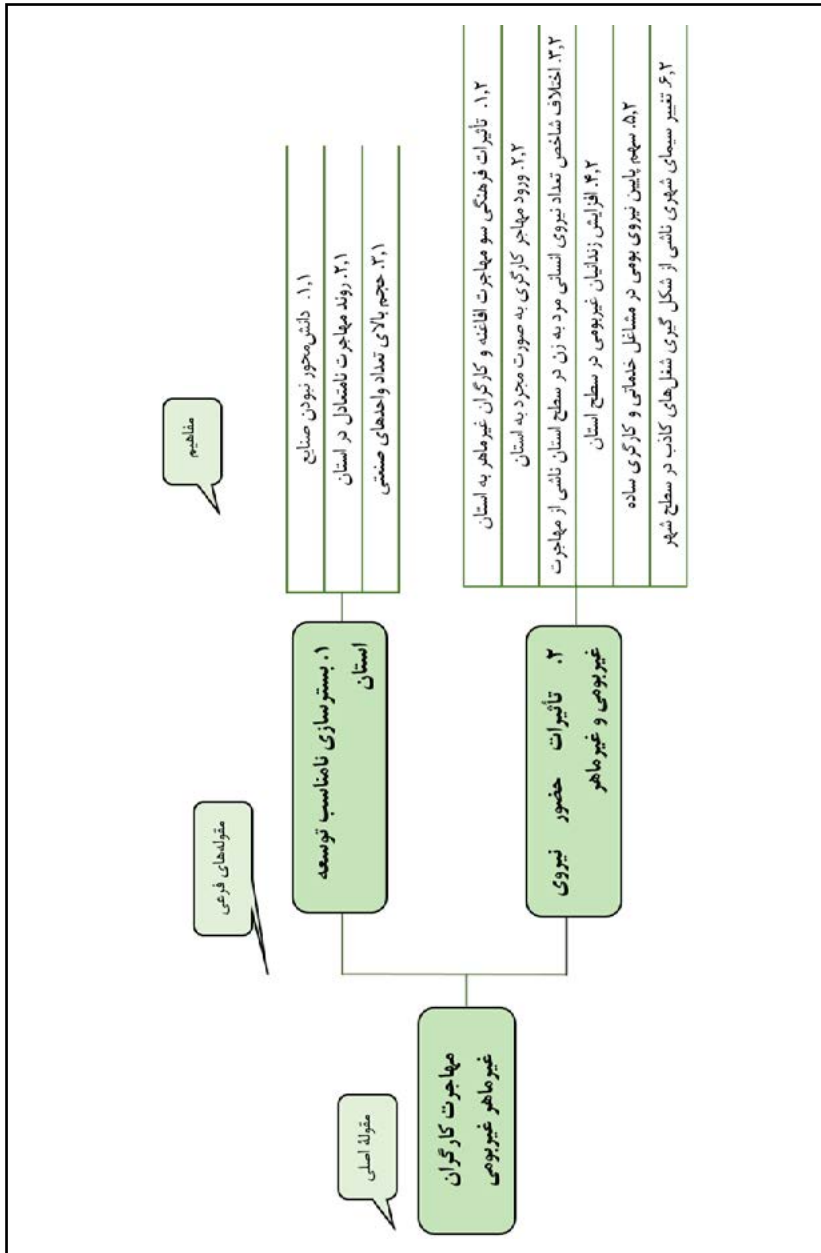 مقولهٔ اصلی
مهاجرت کارگران
غیرماهر غیربومی
مقوله‌های فرعی
۱. بسترسازی نامناسب توسعه
استان
۲. تأثیرات حضور نیروی
غیربومی و غیرماهر
مفاهیم
۱,۱. دانش‌محور نبودن صنایع
۲,۱. روند مهاجرت نامتعادل در استان
۳,۱. حجم بالای تعداد واحدهای صنعتی
۱,۲. تأثیرات فرهنگی سو مهاجرت افاغنه و کارگران غیرماهر به استان
۲,۲. ورود مهاجر کارگری به صورت مجرد به استان
۳,۲. اختلاف شاخص تعداد نیروی انسانی مرد به زن در سطح استان ناشی از مهاجرت
۴,۲. افزایش زندانیان غیربومی در سطح استان
۵,۲. سهم پایین نیروی بومی در مشاغل خدماتی و کارگری ساده
۶,۲. تغییر سیمای شهری ناشی از شکل گیری شغل‌های کاذب در سطح شهر